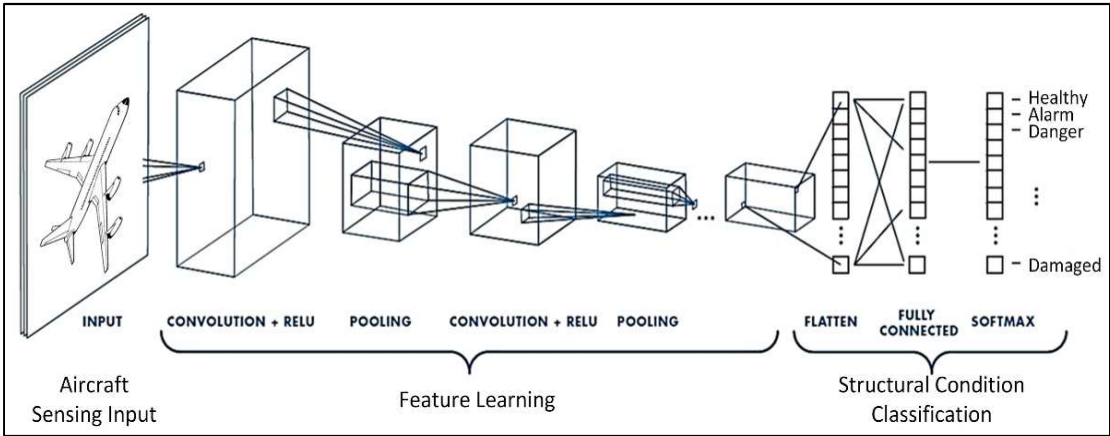 Healthy
Alarm
Danger
Damaged
INPUT
CONVOLUTION + RELU
POOLING
CONVOLUTION + RELU
POOLING
FLATTEN
FULLY
CONNECTED
SOFTMAX
Aircraft
Sensing Input
Feature Learning
Structural Condition
Classification